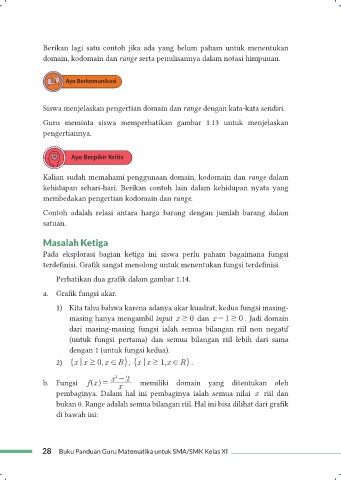 Berikan lagi satu contoh jika ada yang belum paham untuk menentukan
domain, kodomain dan range serta penulisannya dalam notasi himpunan.
Ayo Berkomunikasi
Siswa menjelaskan pengertian domain dan range dengan kata-kata sendiri.
Guru meminta siswa memperhatikan gambar 1.13 untuk menjelaskan
pengertiannya.
Ayo Berpikir Kritis
Kalian sudah memahami penggunaan domain, kodomain dan range dalam
kehidupan sehari-hari. Berikan contoh lain dalam kehidupan nyata yang
membedakan pengertian kodomain dan range.
Contoh adalah relasi antara harga barang dengan jumlah barang dalam
satuan.
Masalah Ketiga
Pada eksplorasi bagian ketiga ini siswa perlu paham bagaimana fungsi
terdefinisi. Grafik sangat menolong untuk menentukan fungsi terdefinisi.
Perhatikan dua grafik dalam gambar 1.14.
a. Grafik fungsi akar.
1) Kita tahu bahwa karena adanya akar kuadrat, kedua fungsi masing-
masing hanya mengambil input x ≥ 0 dan x − 1 ≥ 0. Jadi domain
dari masing-masing fungsi ialah semua bilangan riil non negatif
(untuk fungsi pertama) dan semua bilangan riil lebih dari sama
dengan 1 (untuk fungsi kedua).
2) {x | x ≥ 0, x ∈ R}, {x | x ≥ 1, x ∈ R}.
b. Fungsi f(x) = (x² − 2)/x memiliki domain yang ditentukan oleh
pembaginya. Dalam hal ini pembaginya ialah semua nilai x riil dan
bukan 0. Range adalah semua bilangan riil. Hal ini bisa dilihat dari grafik
di bawah ini:
28 Buku Panduan Guru Matematika untuk SMA/SMK Kelas XI